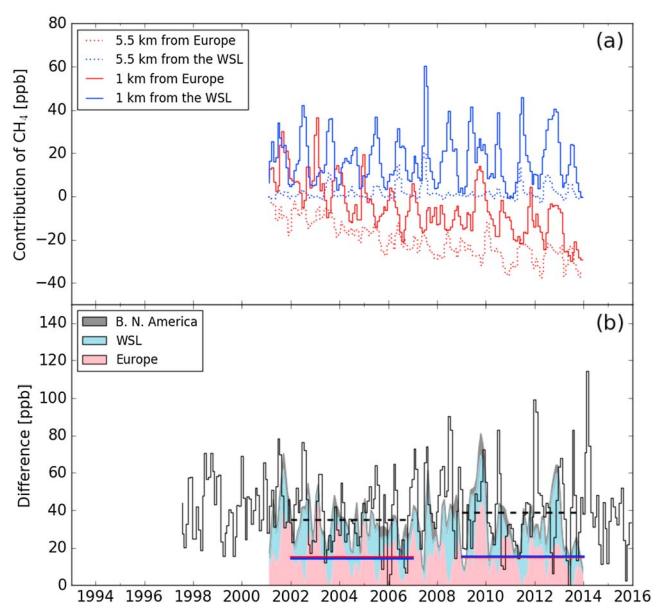 80
60
40
20
0
−20
−40
Contribution of CH4 [ppb]
5.5 km from Europe
5.5 km from the WSL
1 km from Europe
1 km from the WSL
(a)
140
120
100
80
60
40
20
0
Difference [ppb]
B. N. America
WSL
Europe
(b)
1994 1996 1998 2000 2002 2004 2006 2008 2010 2012 2014 2016